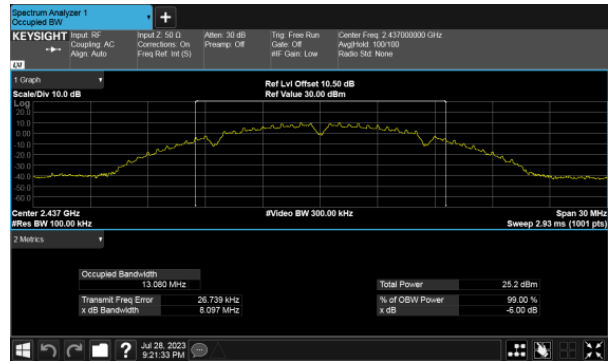 Spectrum Analyzer 1
Occupied BW
KEYSIGHT
Input: RF
Coupling: AC
Align: Auto
Input Z: 50 Ω
Corrections: On
Freq Ref: Int (S)
Atten: 30 dB
Preamp: Off
Trig: Free Run
Gate: Off
#IF Gain: Low
Center Freq: 2.437000000 GHz
Avg|Hold: 100/100
Radio Std: None
LXI
1 Graph
Scale/Div 10.0 dB
Ref Lvl Offset 10.50 dB
Ref Value 30.00 dBm
Log
20.0
10.0
0.00
-10.0
-20.0
-30.0
-40.0
-50.0
-60.0
Center 2.437 GHz
#Res BW 100.00 kHz
#Video BW 300.00 kHz
Span 30 MHz
Sweep 2.93 ms (1001 pts)
2 Metrics
Occupied Bandwidth
13.080 MHz
Transmit Freq Error 26.739 kHz
x dB Bandwidth 8.097 MHz
Total Power 25.2 dBm
% of OBW Power 99.00 %
x dB -6.00 dB
?
Jul 28, 2023
9:21:33 PM